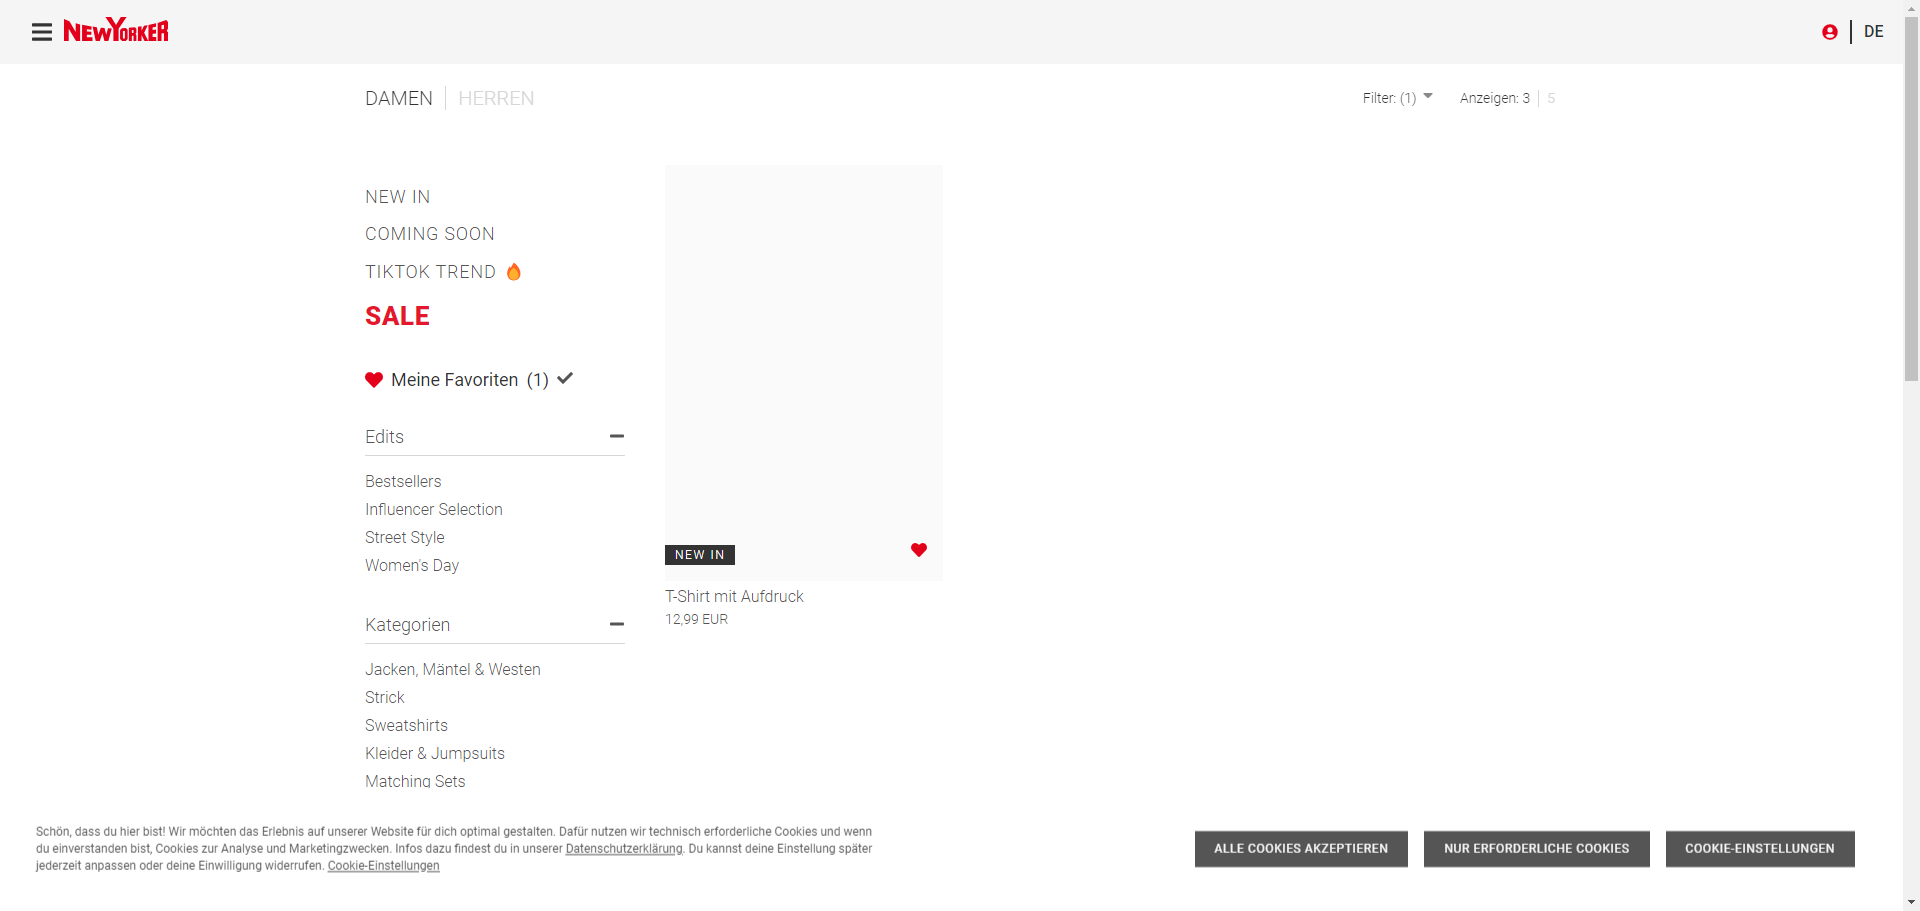 NEWYORKER
DE
DAMEN
HERREN
Filter: (1)
Anzeigen: 3
5
NEW IN
COMING SOON
TIKTOK TREND 🔥
SALE
Meine Favoriten (1)
Edits
Bestsellers
Influencer Selection
Street Style
Women's Day
Kategorien
Jacken, Mäntel & Westen
Strick
Sweatshirts
Kleider & Jumpsuits
Matching Sets
NEW IN
T-Shirt mit Aufdruck
12,99 EUR
Schön, dass du hier bist! Wir möchten das Erlebnis auf unserer Website für dich optimal gestalten. Dafür nutzen wir technisch erforderliche Cookies und wenn
du einverstanden bist, Cookies zur Analyse und Marketingzwecken. Infos dazu findest du in unserer Datenschutzerklärung. Du kannst deine Einstellung später
jederzeit anpassen oder deine Einwilligung widerrufen. Cookie-Einstellungen
ALLE COOKIES AKZEPTIEREN
NUR ERFORDERLICHE COOKIES
COOKIE-EINSTELLUNGEN